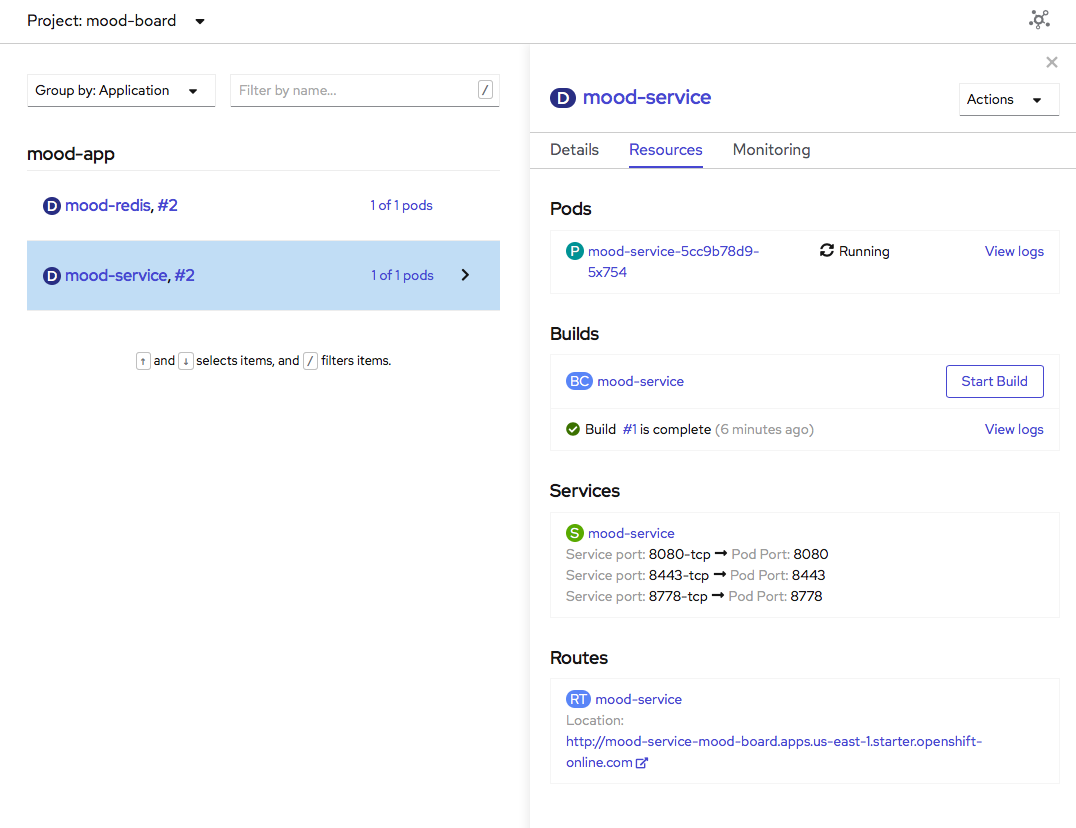 Project: mood-board
Group by: Application
Filter by name...
/
mood-app
D mood-redis, #2
1 of 1 pods
D mood-service, #2
1 of 1 pods
↑ and ↓ selects items, and / filters items.
D mood-service
Actions
Details
Resources
Monitoring
Pods
P mood-service-5cc9b78d9-
5x754
Running
View logs
Builds
BC mood-service
Start Build
Build #1 is complete (6 minutes ago)
View logs
Services
S mood-service
Service port: 8080-tcp → Pod Port: 8080
Service port: 8443-tcp → Pod Port: 8443
Service port: 8778-tcp → Pod Port: 8778
Routes
RT mood-service
Location:
http://mood-service-mood-board.apps.us-east-1.starter.openshift-
online.com